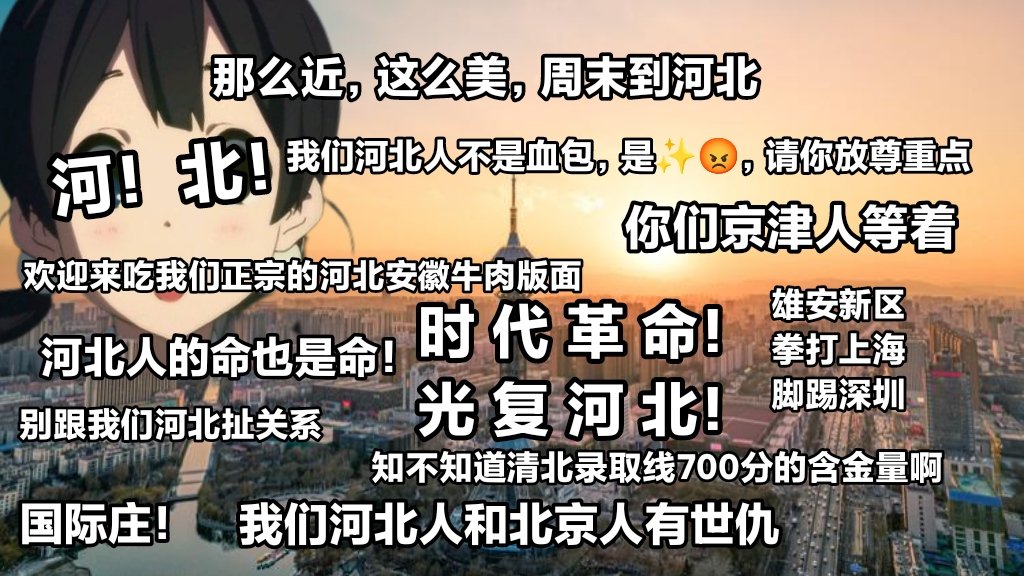 那么近，这么美，周末到河北
河！北！
我们河北人不是血包，是✨😡，请你放尊重点
你们京津人等着
欢迎来吃我们正宗的河北安徽牛肉版面
时代革命！
光复河北！
雄安新区
拳打上海
脚踢深圳
河北人的命也是命！
别跟我们河北扯关系
知不知道清北录取线700分的含金量啊
国际庄！
我们河北人和北京人有世仇